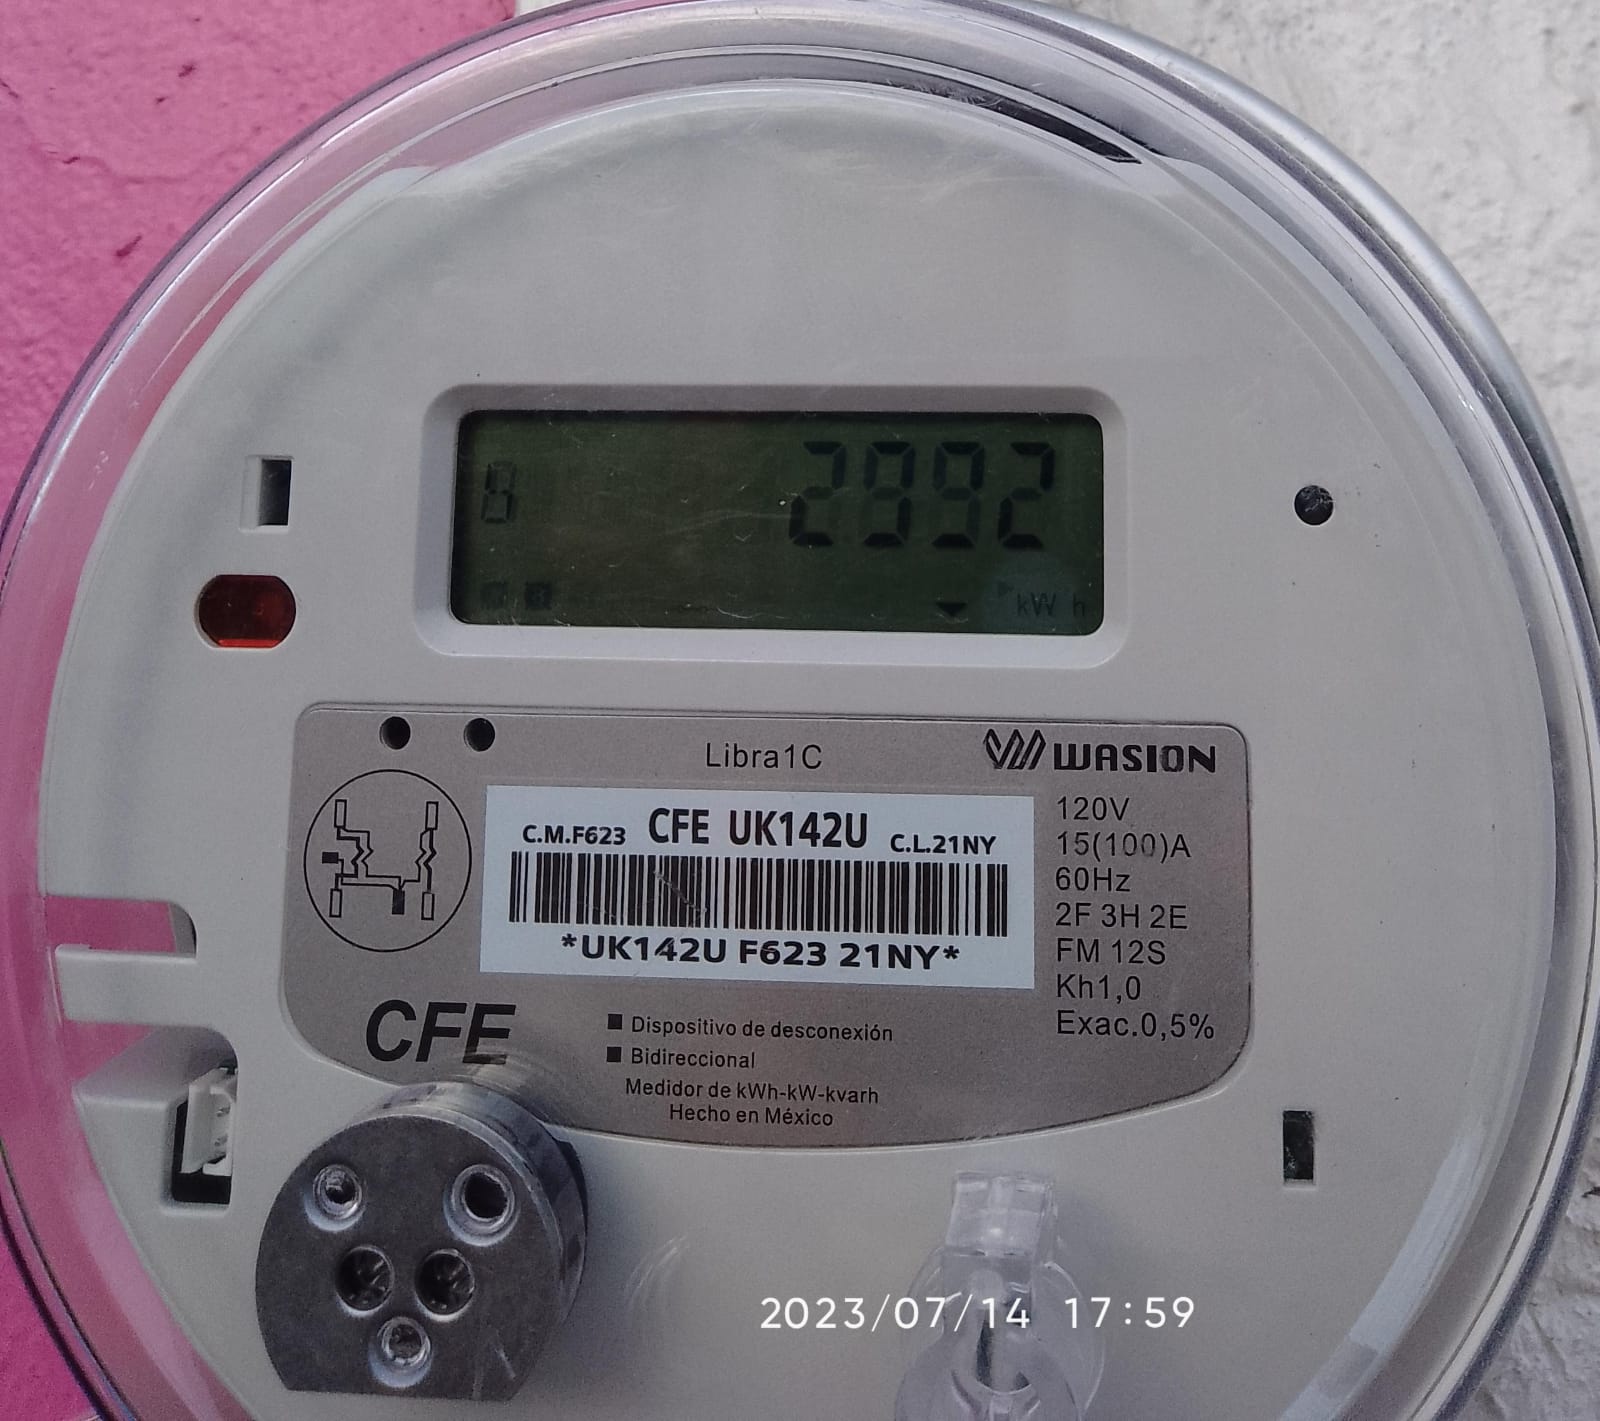 2892
kW h
Libra1C
WASION
C.M.F623 CFE UK142U C.L.21NY
*UK142U F623 21NY*
120V
15(100)A
60Hz
2F 3H 2E
FM 12S
Kh1,0
Exac.0,5%
CFE
Dispositivo de desconexión
Bidireccional
Medidor de kWh-kW-kvarh
Hecho en México
2023/07/14 17:59